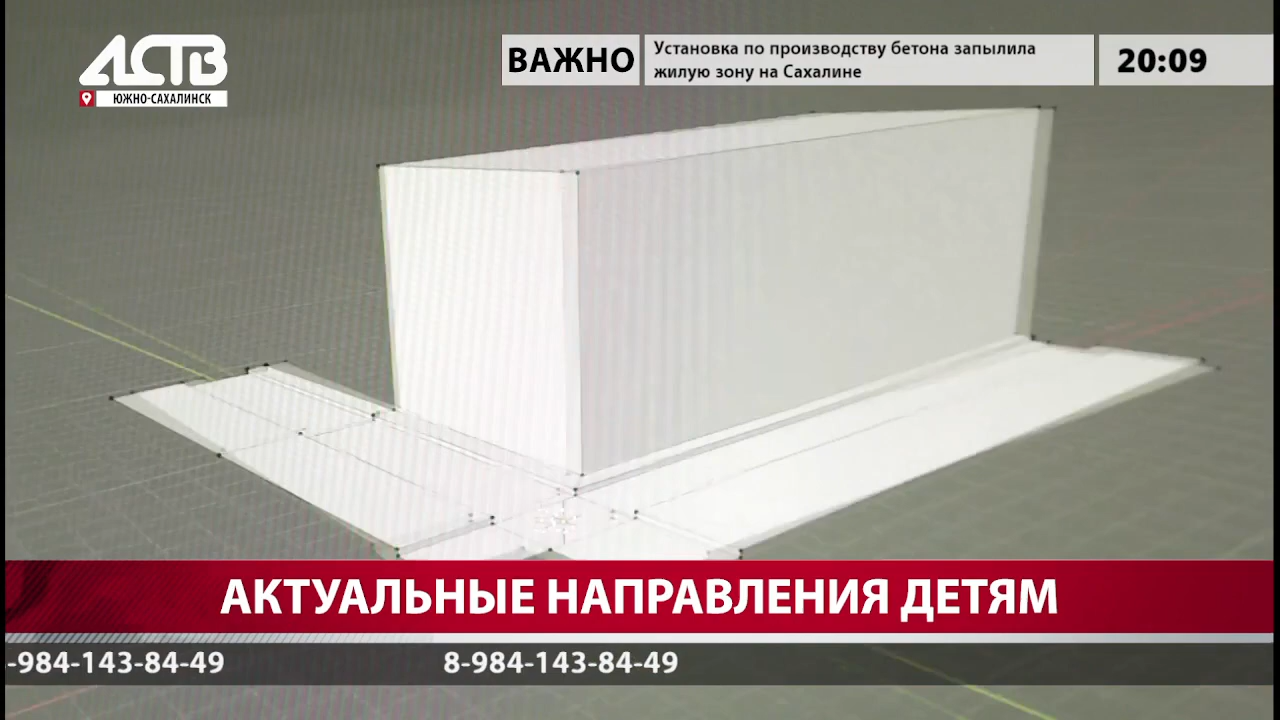 АСТВ
ЮЖНО-САХАЛИНСК
ВАЖНО
Установка по производству бетона запылила
жилую зону на Сахалине
20:09
АКТУАЛЬНЫЕ НАПРАВЛЕНИЯ ДЕТЯМ
-984-143-84-49
8-984-143-84-49